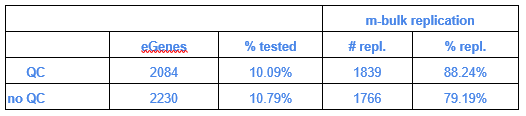 m-bulk replication
eGenes % tested # repl. % repl.
QC 2084 10.09% 1839 88.24%
no QC 2230 10.79% 1766 79.19%